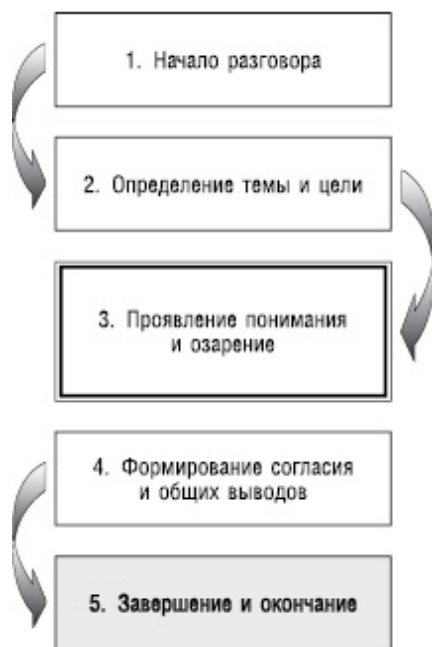 1. Начало разговора
2. Определение темы и цели
3. Проявление понимания
и озарение
4. Формирование согласия
и общих выводов
5. Завершение и окончание